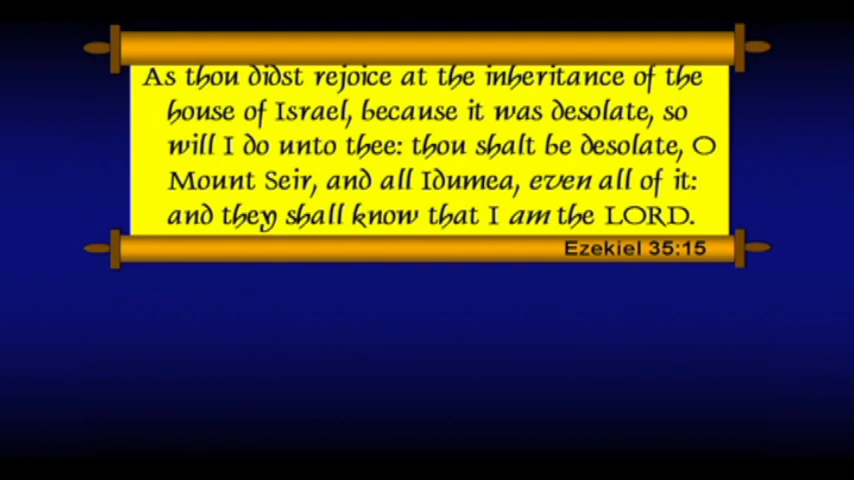 As thou didst rejoice at the inheritance of the
house of Israel, because it was desolate, so
will I do unto thee: thou shalt be desolate, O
Mount Seir, and all Idumea, even all of it:
and they shall know that I am the LORD.
Ezekiel 35:15